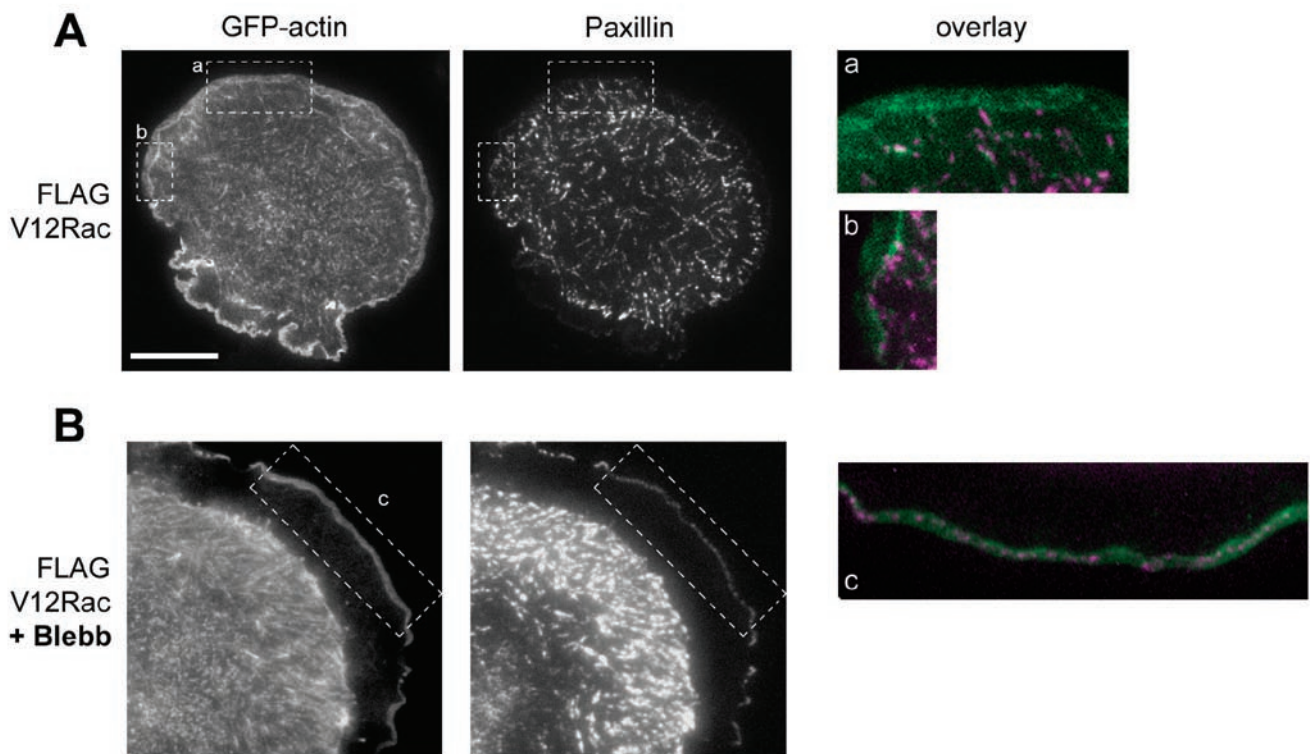 A
GFP-actin
Paxillin
overlay
FLAG
V12Rac
a
b
a
b
B
FLAG
V12Rac
+ Blebb
c
c